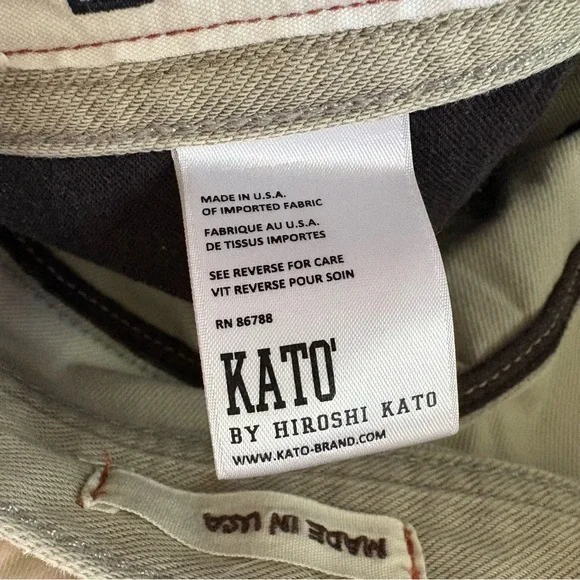 MADE IN U.S.A.
OF IMPORTED FABRIC
FABRIQUE AU U.S.A.
DE TISSUS IMPORTES
SEE REVERSE FOR CARE
VIT REVERSE POUR SOIN
RN 86788
KATO'
BY HIROSHI KATO
WWW.KATO-BRAND.COM
MADE IN USA